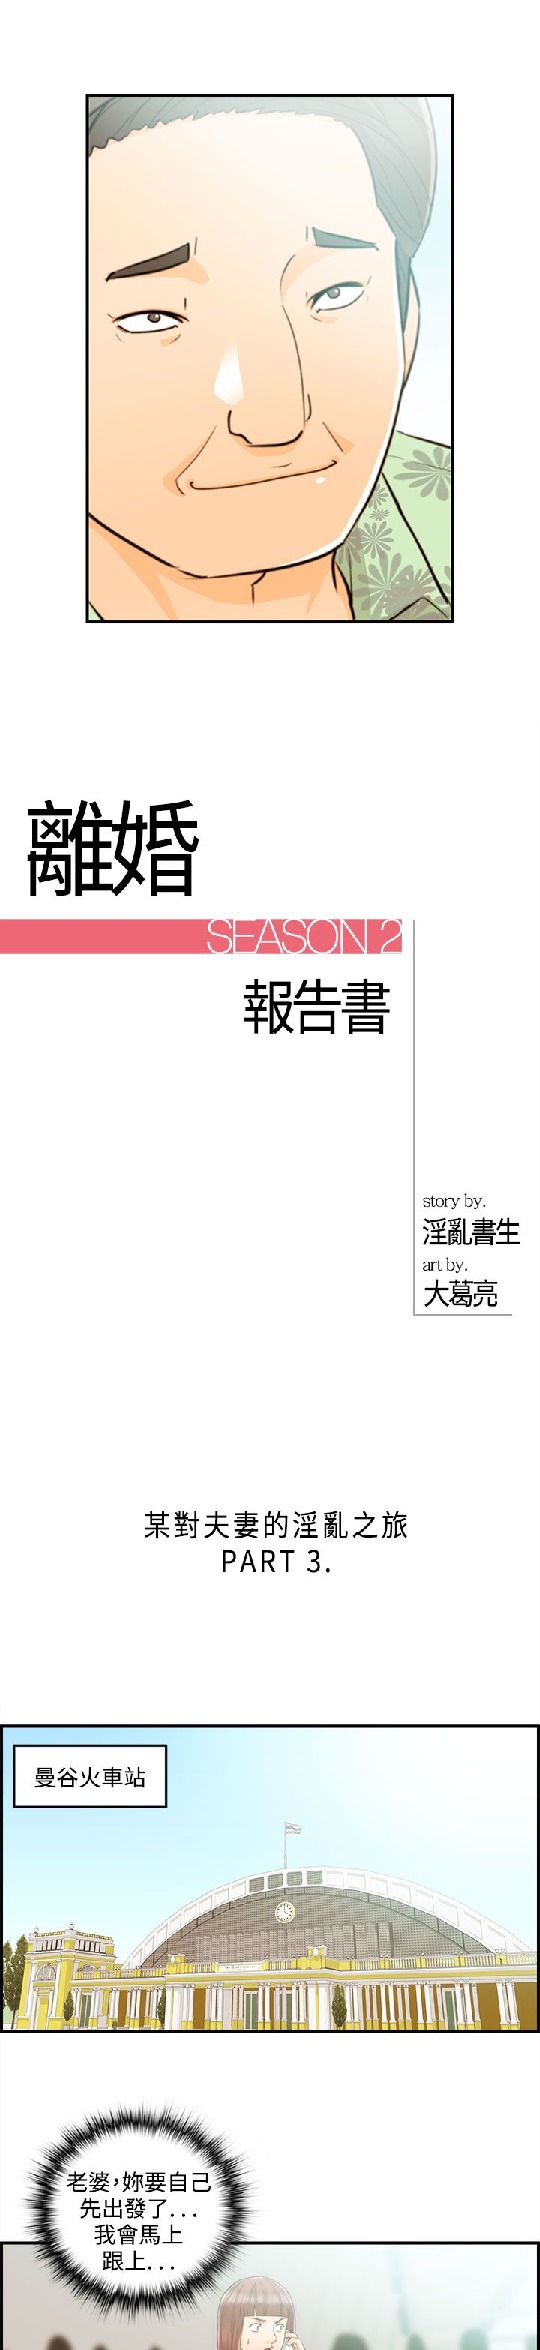 離婚
SEASON 2
報告書
story by.
淫亂書生
art by.
大葛亮
某對夫妻的淫亂之旅
PART 3.
曼谷火車站
老婆,妳要自己
先出發了...
我會馬上
跟上...